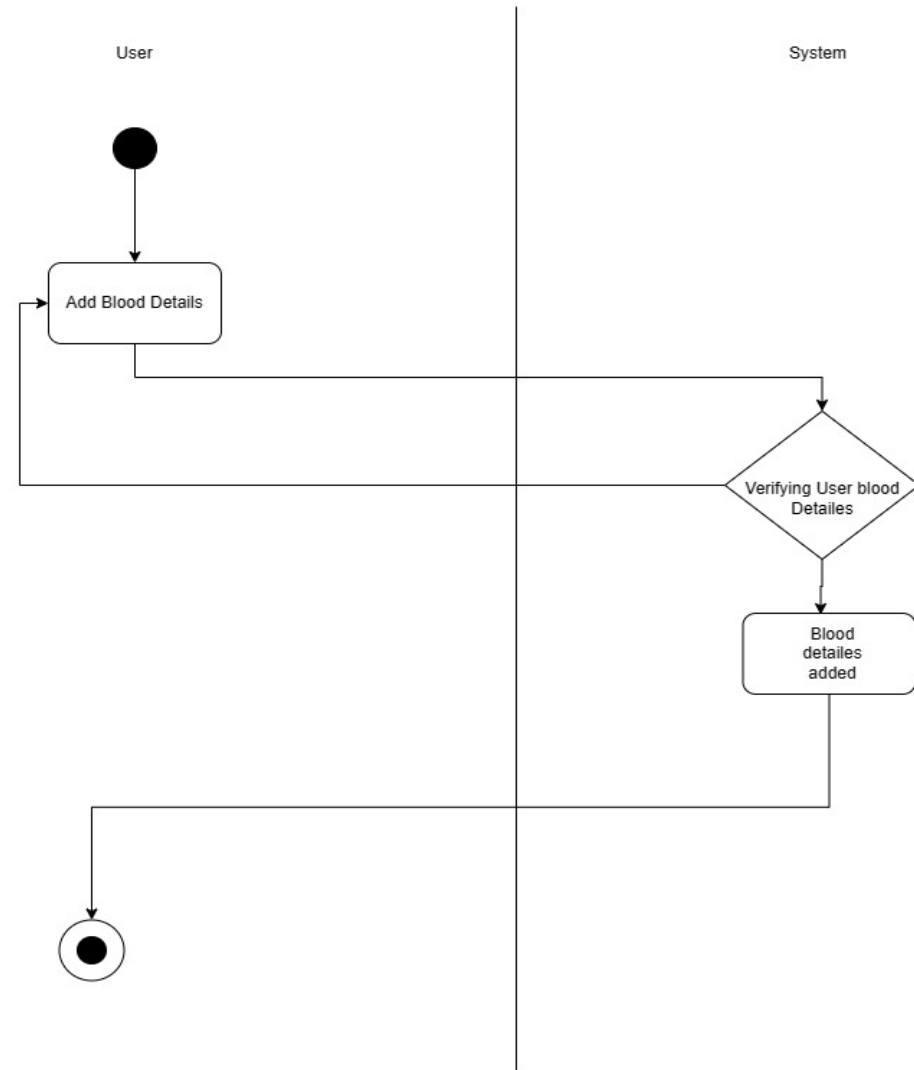 User
System
Add Blood Details
Verifying User blood
Detailes
Blood
detailes
added